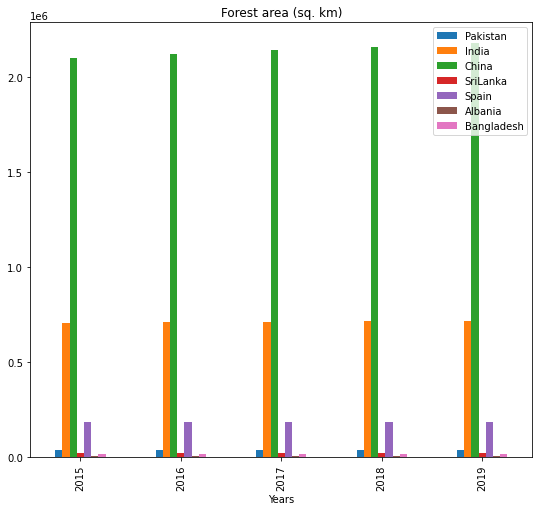 Forest area (sq. km)
1e6
Pakistan
India
China
SriLanka
Spain
Albania
Bangladesh
2.0
1.5
1.0
0.5
0.0
2015
2016
2017
2018
2019
Years